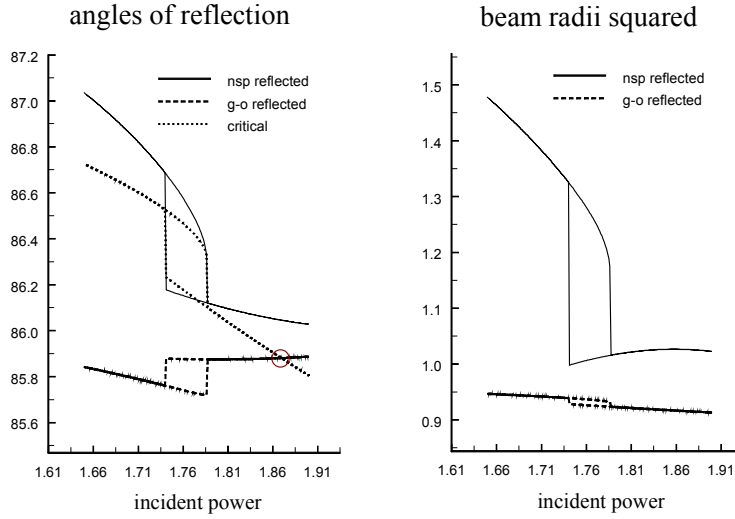 angles of reflection
87.2
87.0
86.8
86.6
86.4
86.2
86.0
85.8
85.6
nsp reflected
g-o reflected
critical
1.61 1.66 1.71 1.76 1.81 1.86 1.91
incident power
beam radii squared
1.5
1.4
1.3
1.2
1.1
1.0
0.9
nsp reflected
g-o reflected
1.61 1.66 1.71 1.76 1.81 1.86 1.91
incident power